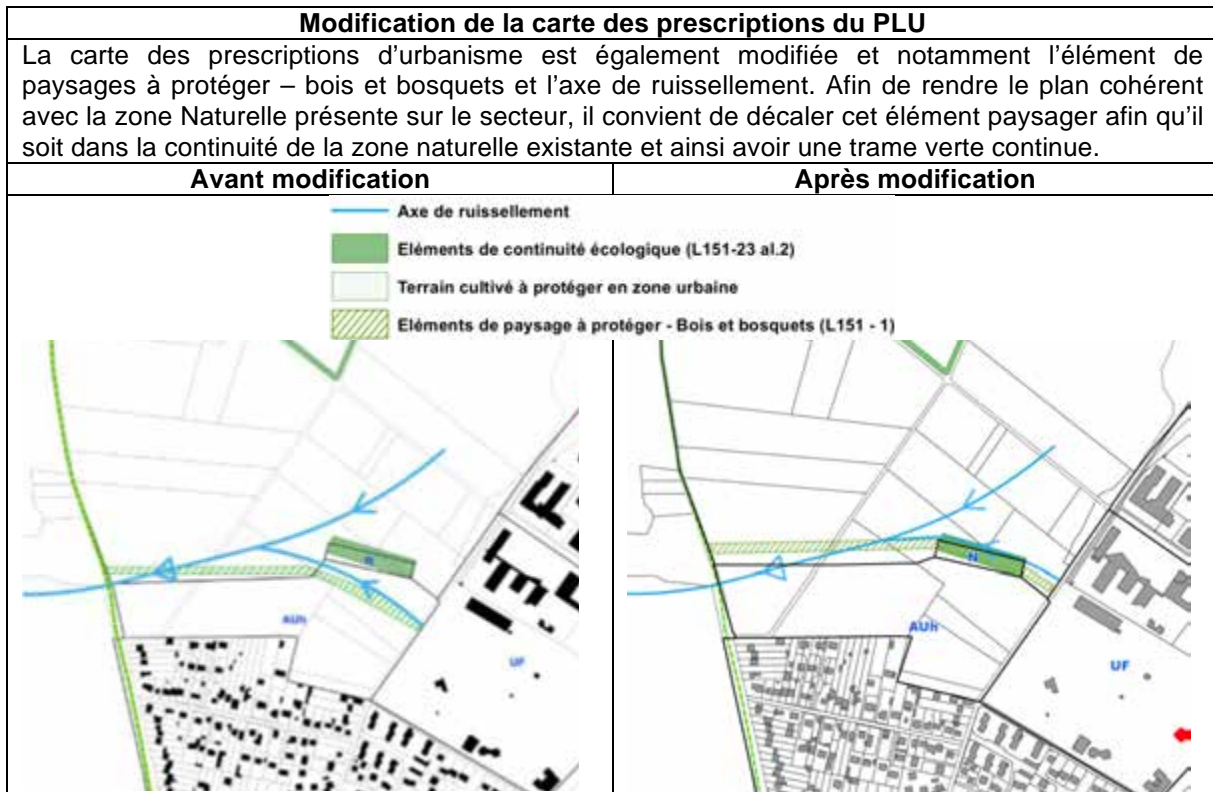 Modification de la carte des prescriptions du PLU
La carte des prescriptions d’urbanisme est également modifiée et notamment l’élément de
paysages à protéger – bois et bosquets et l’axe de ruissellement. Afin de rendre le plan cohérent
avec la zone Naturelle présente sur le secteur, il convient de décaler cet élément paysager afin qu’il
soit dans la continuité de la zone naturelle existante et ainsi avoir une trame verte continue.
Avant modification
Après modification
Axe de ruissellement
Eléments de continuité écologique (L151-23 al.2)
Terrain cultivé à protéger en zone urbaine
Eléments de paysage à protéger - Bois et bosquets (L151 - 1)
N
AUh
UF
N
AUh
UF